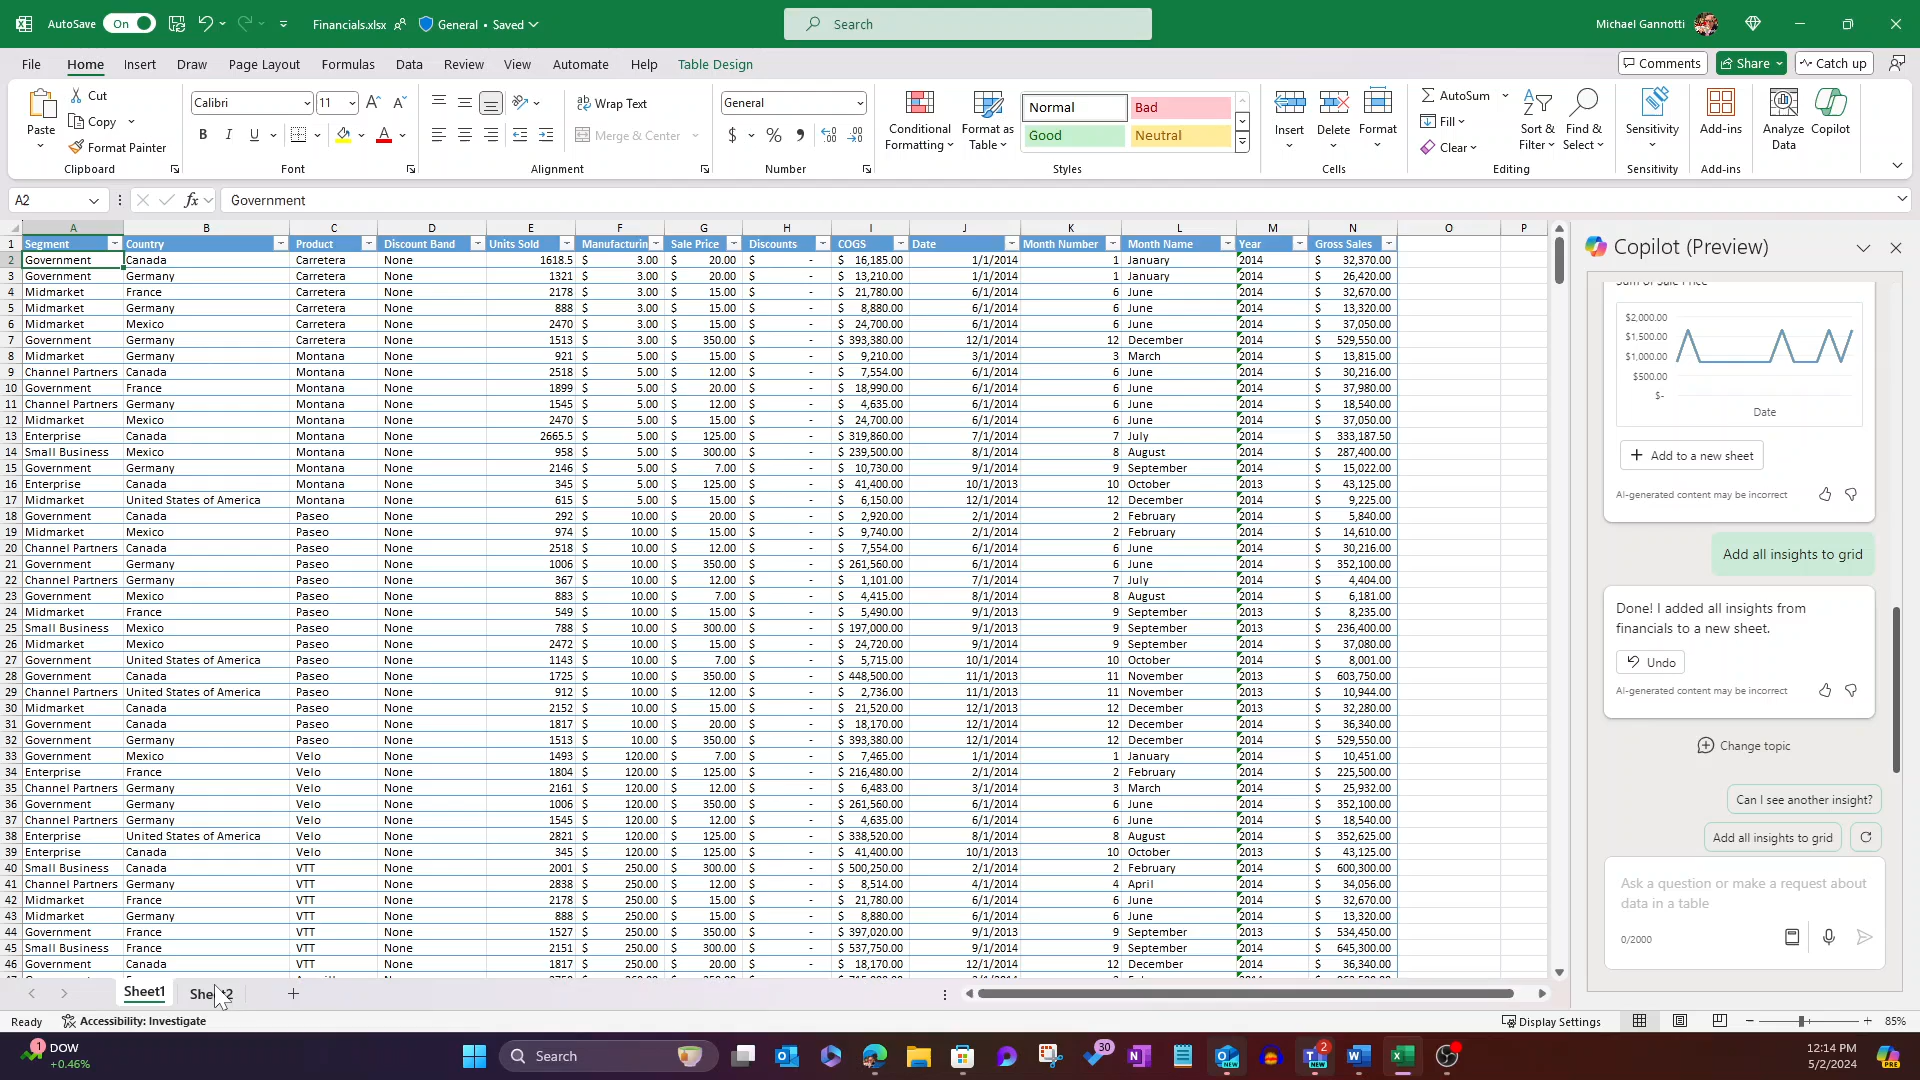 AutoSave On Financials.xlsx General • Saved Search Michael Gannotti
File Home Insert Draw Page Layout Formulas Data Review View Automate Help Table Design Comments Share Catch up
Paste Cut Copy Format Painter Clipboard
Calibri 11 B I U A Font
Wrap Text Merge & Center Alignment
General $ % Number
Conditional Formatting Format as Table Normal Bad Good Neutral Styles
Insert Delete Format Cells
AutoSum Fill Clear Sort & Filter Find & Select Editing
Sensitivity Sensitivity Add-ins Add-ins Analyze Data Copilot
A2 fx Government
A B C D E F G H I J K L M N O P
1 Segment Country Product Discount Band Units Sold Manufacturin Sale Price Discounts COGS Date Month Number Month Name Year Gross Sales
2 Government Canada Carretera None 1618.5 $ 3.00 $ 20.00 $ - $ 16,185.00 1/1/2014 1 January 2014 $ 32,370.00
3 Government Germany Carretera None 1321 $ 3.00 $ 20.00 $ - $ 13,210.00 1/1/2014 1 January 2014 $ 26,420.00
4 Midmarket France Carretera None 2178 $ 3.00 $ 15.00 $ - $ 21,780.00 6/1/2014 6 June 2014 $ 32,670.00
5 Midmarket Germany Carretera None 888 $ 3.00 $ 15.00 $ - $ 8,880.00 6/1/2014 6 June 2014 $ 13,320.00
6 Midmarket Mexico Carretera None 2470 $ 3.00 $ 15.00 $ - $ 24,700.00 6/1/2014 6 June 2014 $ 37,050.00
7 Government Germany Carretera None 1513 $ 3.00 $ 350.00 $ - $ 393,380.00 12/1/2014 12 December 2014 $ 529,550.00
8 Midmarket Germany Montana None 921 $ 5.00 $ 15.00 $ - $ 9,210.00 3/1/2014 3 March 2014 $ 13,815.00
9 Channel Partners Canada Montana None 2518 $ 5.00 $ 12.00 $ - $ 7,554.00 6/1/2014 6 June 2014 $ 30,216.00
10 Government France Montana None 1899 $ 5.00 $ 20.00 $ - $ 18,990.00 6/1/2014 6 June 2014 $ 37,980.00
11 Channel Partners Germany Montana None 1545 $ 5.00 $ 12.00 $ - $ 4,635.00 6/1/2014 6 June 2014 $ 18,540.00
12 Midmarket Mexico Montana None 2470 $ 5.00 $ 15.00 $ - $ 24,700.00 6/1/2014 6 June 2014 $ 37,050.00
13 Enterprise Canada Montana None 2665.5 $ 5.00 $ 125.00 $ - $ 319,860.00 7/1/2014 7 July 2014 $ 333,187.50
14 Small Business Mexico Montana None 958 $ 5.00 $ 300.00 $ - $ 239,500.00 8/1/2014 8 August 2014 $ 287,400.00
15 Government Germany Montana None 2146 $ 5.00 $ 7.00 $ - $ 10,730.00 9/1/2014 9 September 2014 $ 15,022.00
16 Enterprise Canada Montana None 345 $ 5.00 $ 125.00 $ - $ 41,400.00 10/1/2013 10 October 2013 $ 43,125.00
17 Midmarket United States of America Montana None 615 $ 5.00 $ 15.00 $ - $ 6,150.00 12/1/2014 12 December 2014 $ 9,225.00
18 Government Canada Paseo None 292 $ 10.00 $ 20.00 $ - $ 2,920.00 2/1/2014 2 February 2014 $ 5,840.00
19 Midmarket Mexico Paseo None 974 $ 10.00 $ 15.00 $ - $ 9,740.00 2/1/2014 2 February 2014 $ 14,610.00
20 Channel Partners Canada Paseo None 2518 $ 10.00 $ 12.00 $ - $ 7,554.00 6/1/2014 6 June 2014 $ 30,216.00
21 Government Germany Paseo None 1006 $ 10.00 $ 350.00 $ - $ 261,560.00 6/1/2014 6 June 2014 $ 352,100.00
22 Channel Partners Germany Paseo None 367 $ 10.00 $ 12.00 $ - $ 1,101.00 7/1/2014 7 July 2014 $ 4,404.00
23 Government Mexico Paseo None 883 $ 10.00 $ 7.00 $ - $ 4,415.00 8/1/2014 8 August 2014 $ 6,181.00
24 Midmarket France Paseo None 549 $ 10.00 $ 15.00 $ - $ 5,490.00 9/1/2013 9 September 2013 $ 8,235.00
25 Small Business Mexico Paseo None 788 $ 10.00 $ 300.00 $ - $ 197,000.00 9/1/2013 9 September 2013 $ 236,400.00
26 Midmarket Mexico Paseo None 2472 $ 10.00 $ 15.00 $ - $ 24,720.00 9/1/2014 9 September 2014 $ 37,080.00
27 Government United States of America Paseo None 1143 $ 10.00 $ 7.00 $ - $ 5,715.00 10/1/2014 10 October 2014 $ 8,001.00
28 Government Canada Paseo None 1725 $ 10.00 $ 350.00 $ - $ 448,500.00 11/1/2013 11 November 2013 $ 603,750.00
29 Channel Partners United States of America Paseo None 912 $ 10.00 $ 12.00 $ - $ 2,736.00 11/1/2013 11 November 2013 $ 10,944.00
30 Midmarket Canada Paseo None 2152 $ 10.00 $ 15.00 $ - $ 21,520.00 12/1/2013 12 December 2013 $ 32,280.00
31 Government Canada Paseo None 1817 $ 10.00 $ 20.00 $ - $ 18,170.00 12/1/2014 12 December 2014 $ 36,340.00
32 Government Germany Paseo None 1513 $ 10.00 $ 350.00 $ - $ 393,380.00 12/1/2014 12 December 2014 $ 529,550.00
33 Government Mexico Velo None 1493 $ 120.00 $ 7.00 $ - $ 7,465.00 1/1/2014 1 January 2014 $ 10,451.00
34 Enterprise France Velo None 1804 $ 120.00 $ 125.00 $ - $ 216,480.00 2/1/2014 2 February 2014 $ 225,500.00
35 Channel Partners Germany Velo None 2161 $ 120.00 $ 12.00 $ - $ 6,483.00 3/1/2014 3 March 2014 $ 25,932.00
36 Government Germany Velo None 1006 $ 120.00 $ 350.00 $ - $ 261,560.00 6/1/2014 6 June 2014 $ 352,100.00
37 Channel Partners Germany Velo None 1545 $ 120.00 $ 12.00 $ - $ 4,635.00 6/1/2014 6 June 2014 $ 18,540.00
38 Enterprise United States of America Velo None 2821 $ 120.00 $ 125.00 $ - $ 338,520.00 8/1/2014 8 August 2014 $ 352,625.00
39 Enterprise Canada Velo None 345 $ 120.00 $ 125.00 $ - $ 41,400.00 10/1/2013 10 October 2013 $ 43,125.00
40 Small Business Canada VTT None 2001 $ 250.00 $ 300.00 $ - $ 500,250.00 2/1/2014 2 February 2014 $ 600,300.00
41 Channel Partners Germany VTT None 2838 $ 250.00 $ 12.00 $ - $ 8,514.00 4/1/2014 4 April 2014 $ 34,056.00
42 Midmarket France VTT None 2178 $ 250.00 $ 15.00 $ - $ 21,780.00 6/1/2014 6 June 2014 $ 32,670.00
43 Midmarket Germany VTT None 888 $ 250.00 $ 15.00 $ - $ 8,880.00 6/1/2014 6 June 2014 $ 13,320.00
44 Government France VTT None 1527 $ 250.00 $ 350.00 $ - $ 397,020.00 9/1/2013 9 September 2013 $ 534,450.00
45 Small Business France VTT None 2151 $ 250.00 $ 300.00 $ - $ 537,750.00 9/1/2014 9 September 2014 $ 645,300.00
46 Government Canada VTT None 1817 $ 250.00 $ 20.00 $ - $ 18,170.00 12/1/2014 12 December 2014 $ 36,340.00
Copilot (Preview)
Sum of Sale Price
$2,000.00
$1,500.00
$1,000.00
$500.00
$-
Date
+ Add to a new sheet
AI-generated content may be incorrect
Add all insights to grid
Done! I added all insights from
financials to a new sheet.
Undo
AI-generated content may be incorrect
Change topic
Can I see another insight?
Add all insights to grid
Ask a question or make a request about
data in a table
0/2000
Sheet1 Sheet2 +
Ready Accessibility: Investigate Display Settings 85%
1 DOW
+0.46%
Search
30
NEW
2
NEW
12:14 PM
5/2/2024
PRE